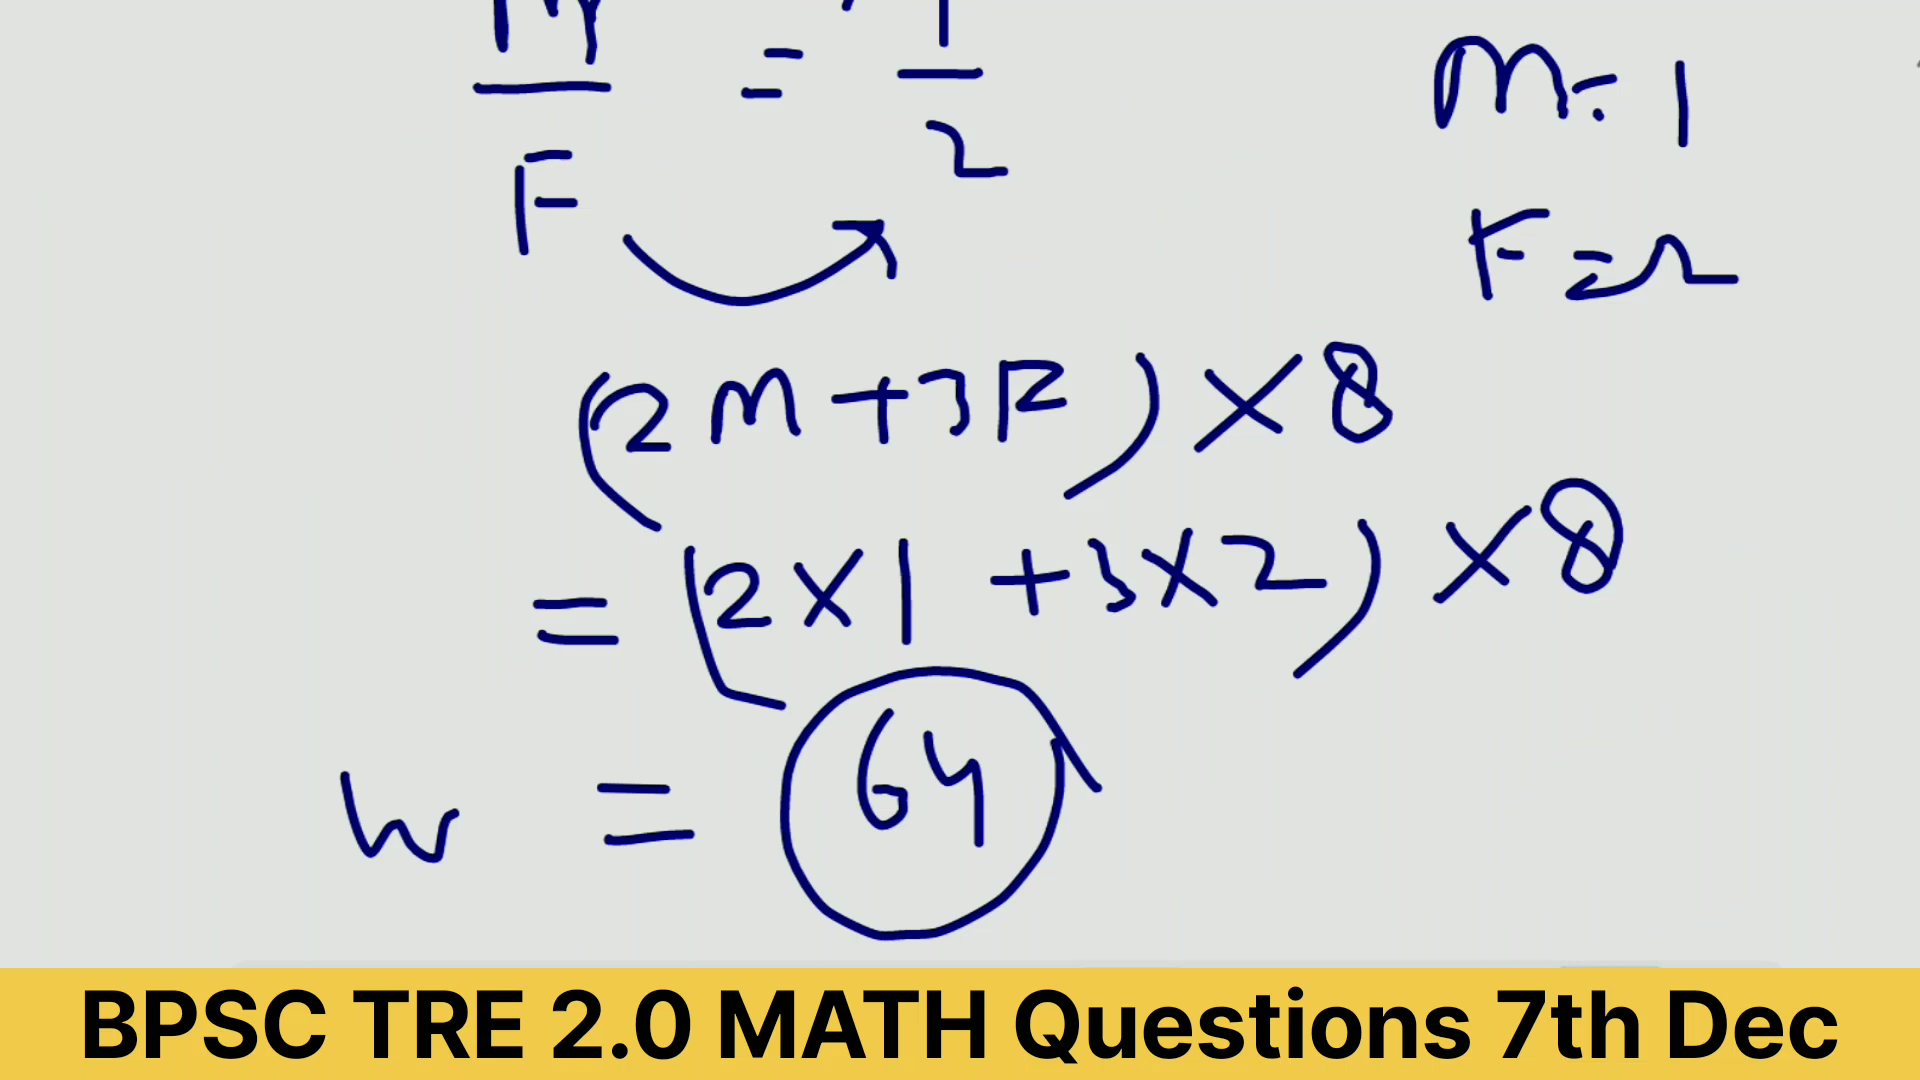 M/F = 1/2
M = 1
F = 2
(2M+3F) × 8
= (2×1 + 3×2) × 8
W = 64
BPSC TRE 2.0 MATH Questions 7th Dec